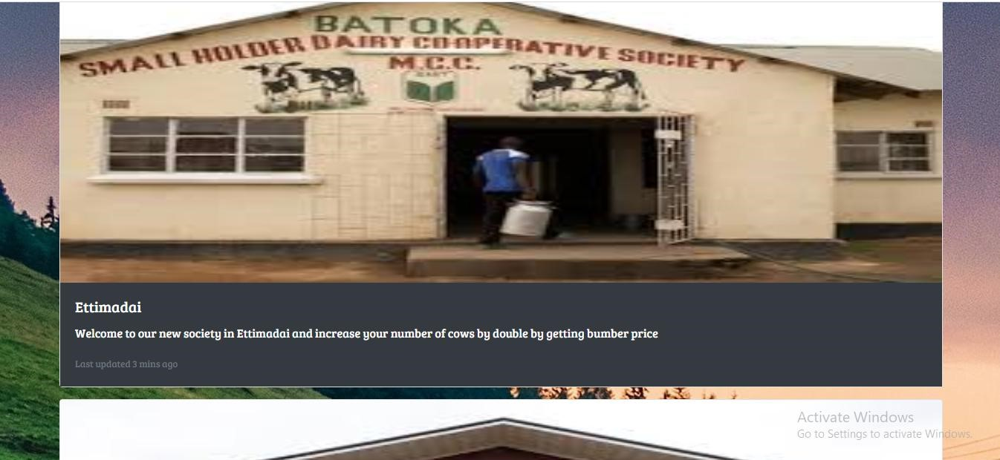 BATOKA
SMALL HOLDER DAIRY CO-OPERATIVE SOCIETY
M.C.C.
Ettimadai
Welcome to our new society in Ettimadai and increase your number of cows by double by getting bumber price
Last updated 3 mins ago
Activate Windows
Go to Settings to activate Windows.